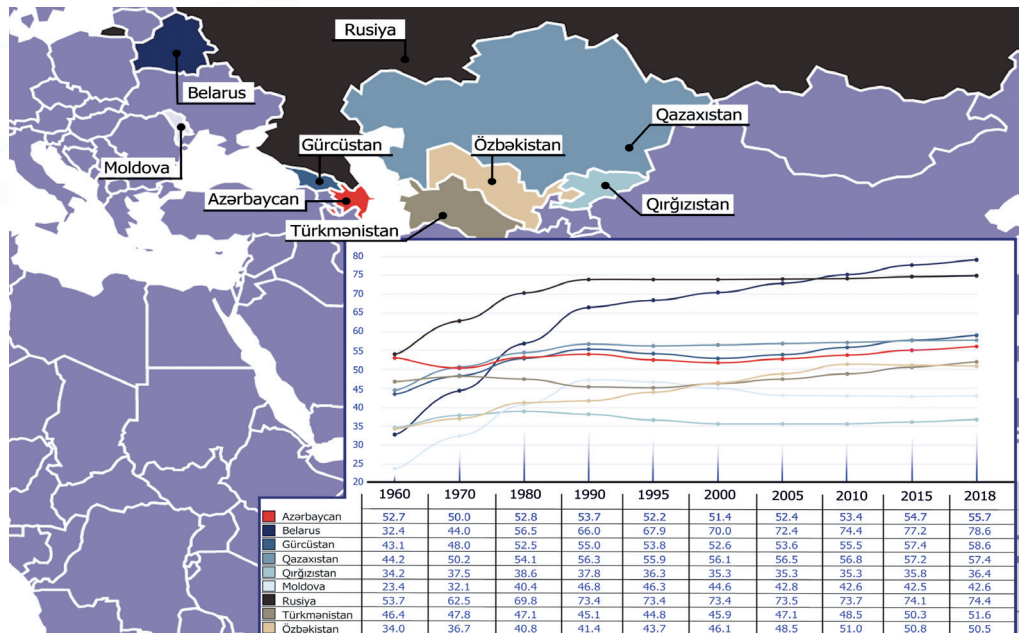 Rusiya
Belarus
Qazaxıstan
Gürcüstan
Özbəkistan
Moldova
Azərbaycan
Qırğızıstan
Türkmənistan
80
75
70
65
60
55
50
45
40
35
30
25
20
1960 1970 1980 1990 1995 2000 2005 2010 2015 2018
Azərbaycan 52.7 50.0 52.8 53.7 52.2 51.4 52.4 53.4 54.7 55.7
Belarus 32.4 44.0 56.5 66.0 67.9 70.0 72.4 74.4 77.2 78.6
Gürcüstan 43.1 48.0 52.5 55.0 53.8 52.6 53.6 55.5 57.4 58.6
Qazaxıstan 44.2 50.2 54.1 56.3 55.9 56.1 56.5 56.8 57.2 57.4
Qırğızıstan 34.2 37.5 38.6 37.8 36.3 35.3 35.3 35.3 35.8 36.4
Moldova 23.4 32.1 40.4 46.8 46.3 44.6 42.8 42.6 42.5 42.6
Rusiya 53.7 62.5 69.8 73.4 73.4 73.4 73.5 73.7 74.1 74.4
Türkmənistan 46.4 47.8 47.1 45.1 44.8 45.9 47.1 48.5 50.3 51.6
Özbəkistan 34.0 36.7 40.8 41.4 43.7 46.1 48.5 51.0 50.8 50.5